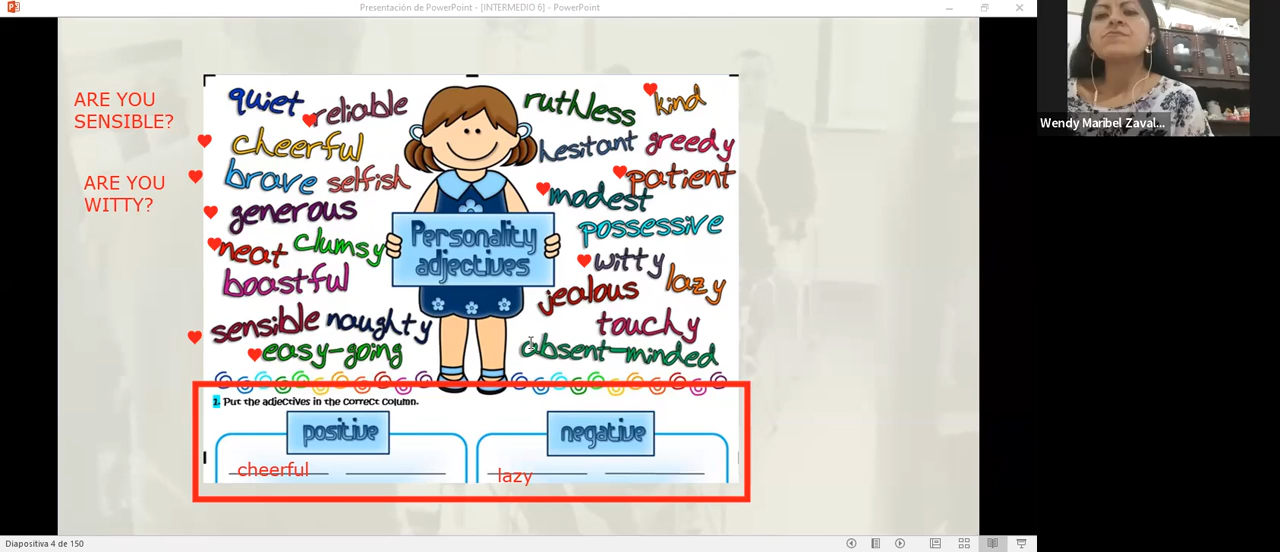 Presentación de PowerPoint - [INTERMEDIO 6] - PowerPoint
ARE YOU
SENSIBLE?
ARE YOU
WITTY?
quiet
reliable
cheerful
brave selfish
generous
neat clumsy
boastful
sensible naughty
easy-going
Personality
adjectives
ruthless
kind
hesitant greedy
patient
modest
possessive
witty
lazy
jealous
touchy
absent-minded
1. Put the adjectives in the correct column.
positive
negative
cheerful
lazy
Wendy Maribel Zaval...
Diapositiva 4 de 150